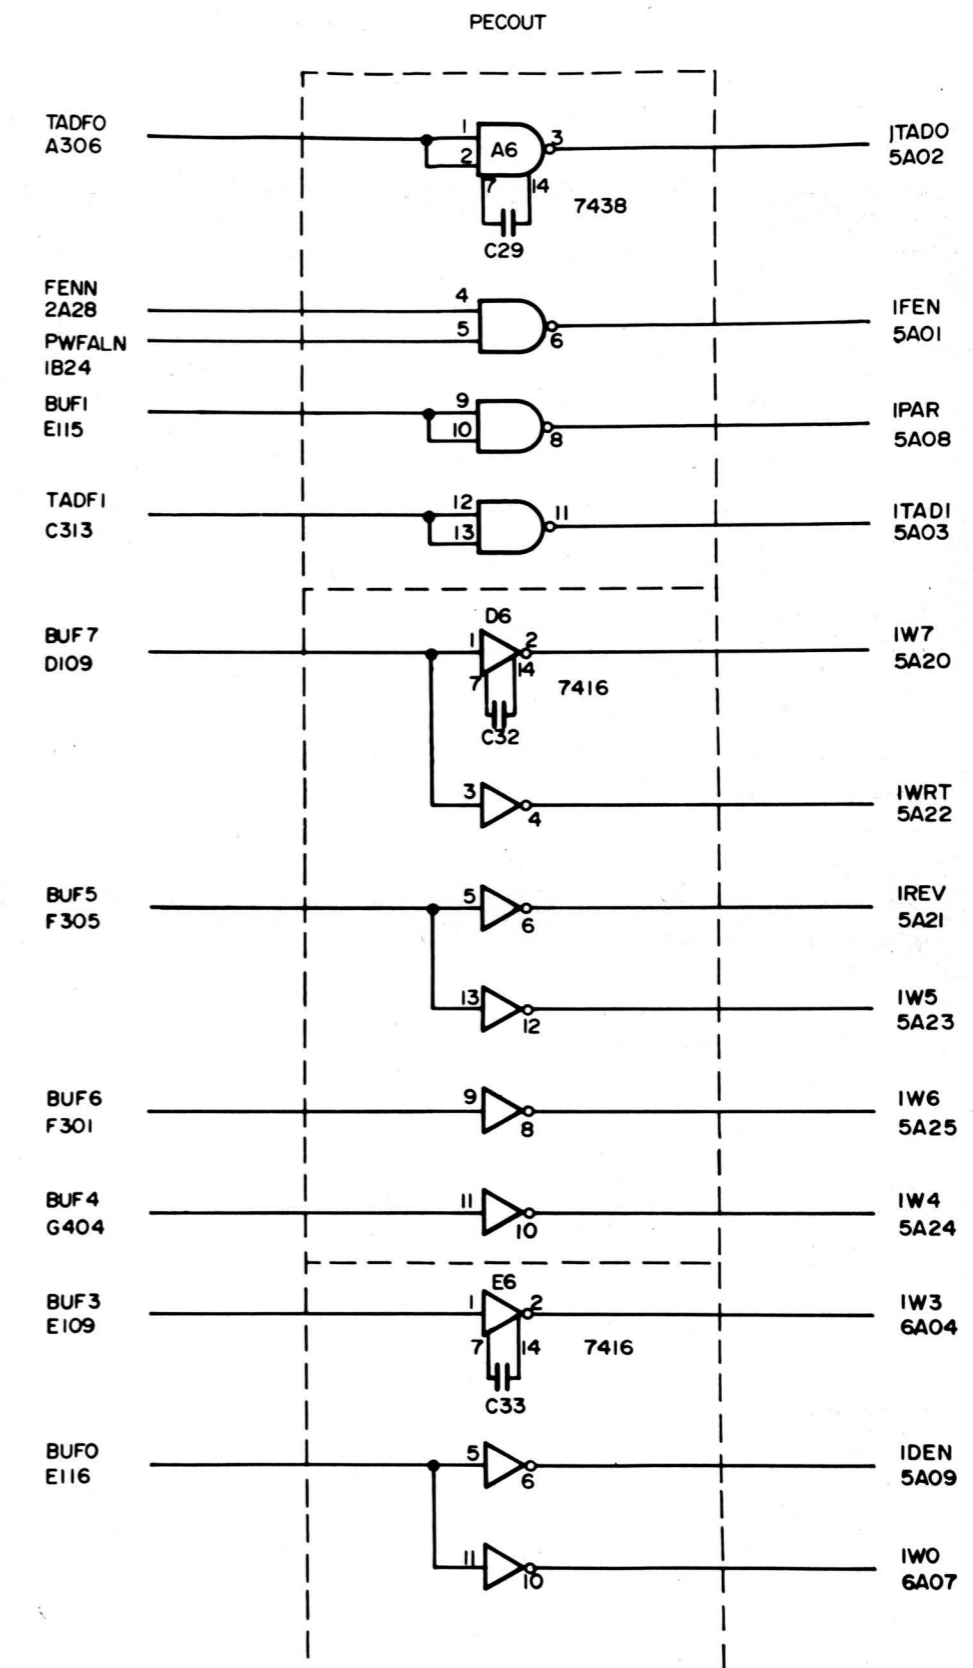 PECOUT
TADFO
A306
1
2
A6
3
7
14
7438
C29
ITADO
5A02
FENN
2A28
4
PWFALN
1B24
5
6
IFEN
5A01
BUF1
E115
9
10
8
IPAR
5A08
TADF1
C313
12
13
11
ITAD1
5A03
D6
BUF7
D109
1
2
7
14
7416
C32
IW7
5A20
3
4
IWRT
5A22
BUF5
F305
5
6
IREV
5A21
13
12
IW5
5A23
BUF6
F301
9
8
IW6
5A25
BUF4
G404
11
10
IW4
5A24
E6
BUF3
E109
1
2
7
14
7416
C33
IW3
6A04
BUFO
E116
5
6
IDEN
5A09
11
10
IWO
6A07